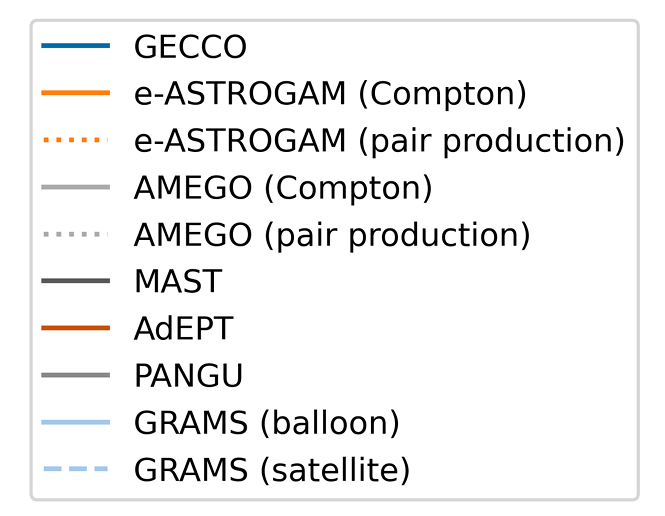 GECCO
e-ASTROGAM (Compton)
e-ASTROGAM (pair production)
AMEGO (Compton)
AMEGO (pair production)
MAST
AdEPT
PANGU
GRAMS (balloon)
GRAMS (satellite)